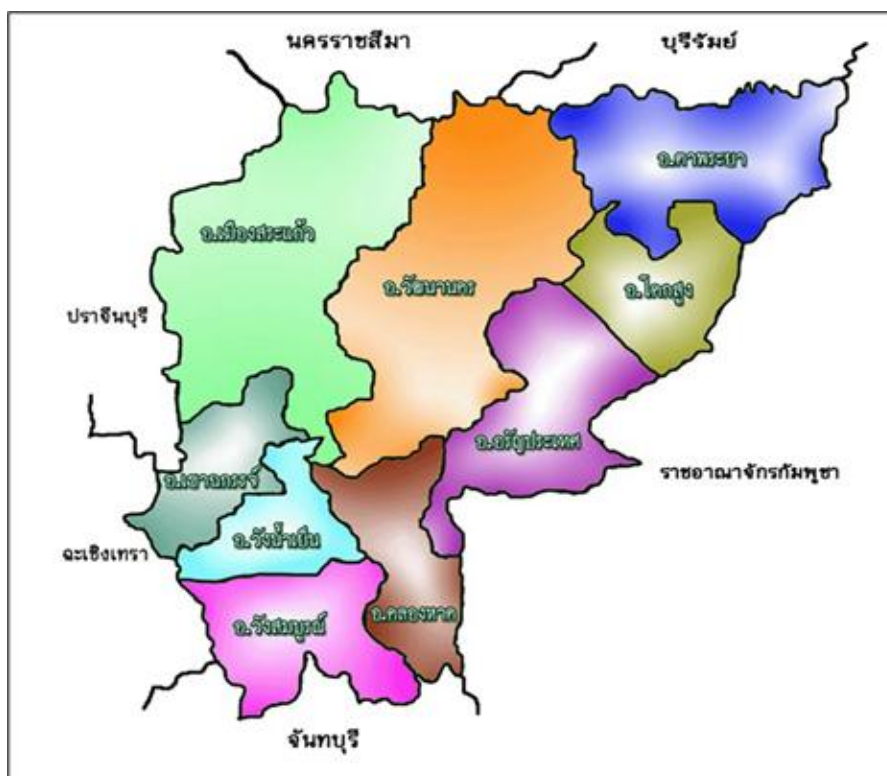 นครราชสีมา
บุรีรัมย์
อ.ตาพระยา
อ.เมืองสระแก้ว
อ.วัฒนานคร
อ.โคกสูง
ปราจีนบุรี
อ.อรัญประเทศ
ราชอาณาจักรกัมพูชา
อ.เขาฉกรรจ์
อ.วังน้ำเย็น
ฉะเชิงเทรา
อ.คลองหาด
อ.วังสมบูรณ์
จันทบุรี